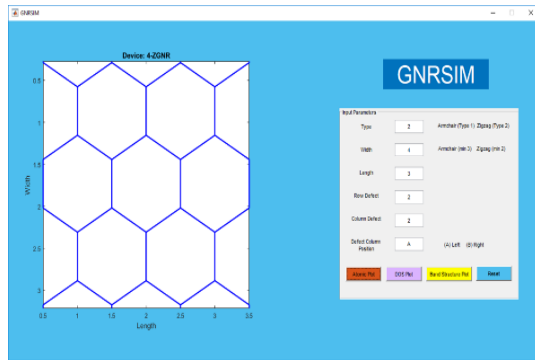 GNRSIM
Device: 4-ZGNR
GNRSIM
Input Parameters
Type 2 Armchair (Type 1) Zigzag (Type 2)
Width 4 Armchair (min 3) Zigzag (min 2)
Length 3
Row Defect 2
Column Defect 2
Defect Column Position A (A) Left (B) Right
Atomic Plot DOS Plot Band Structure Plot Reset
Width
0.5
1
1.5
2
2.5
3
0.5 1 1.5 2 2.5 3 3.5
Length